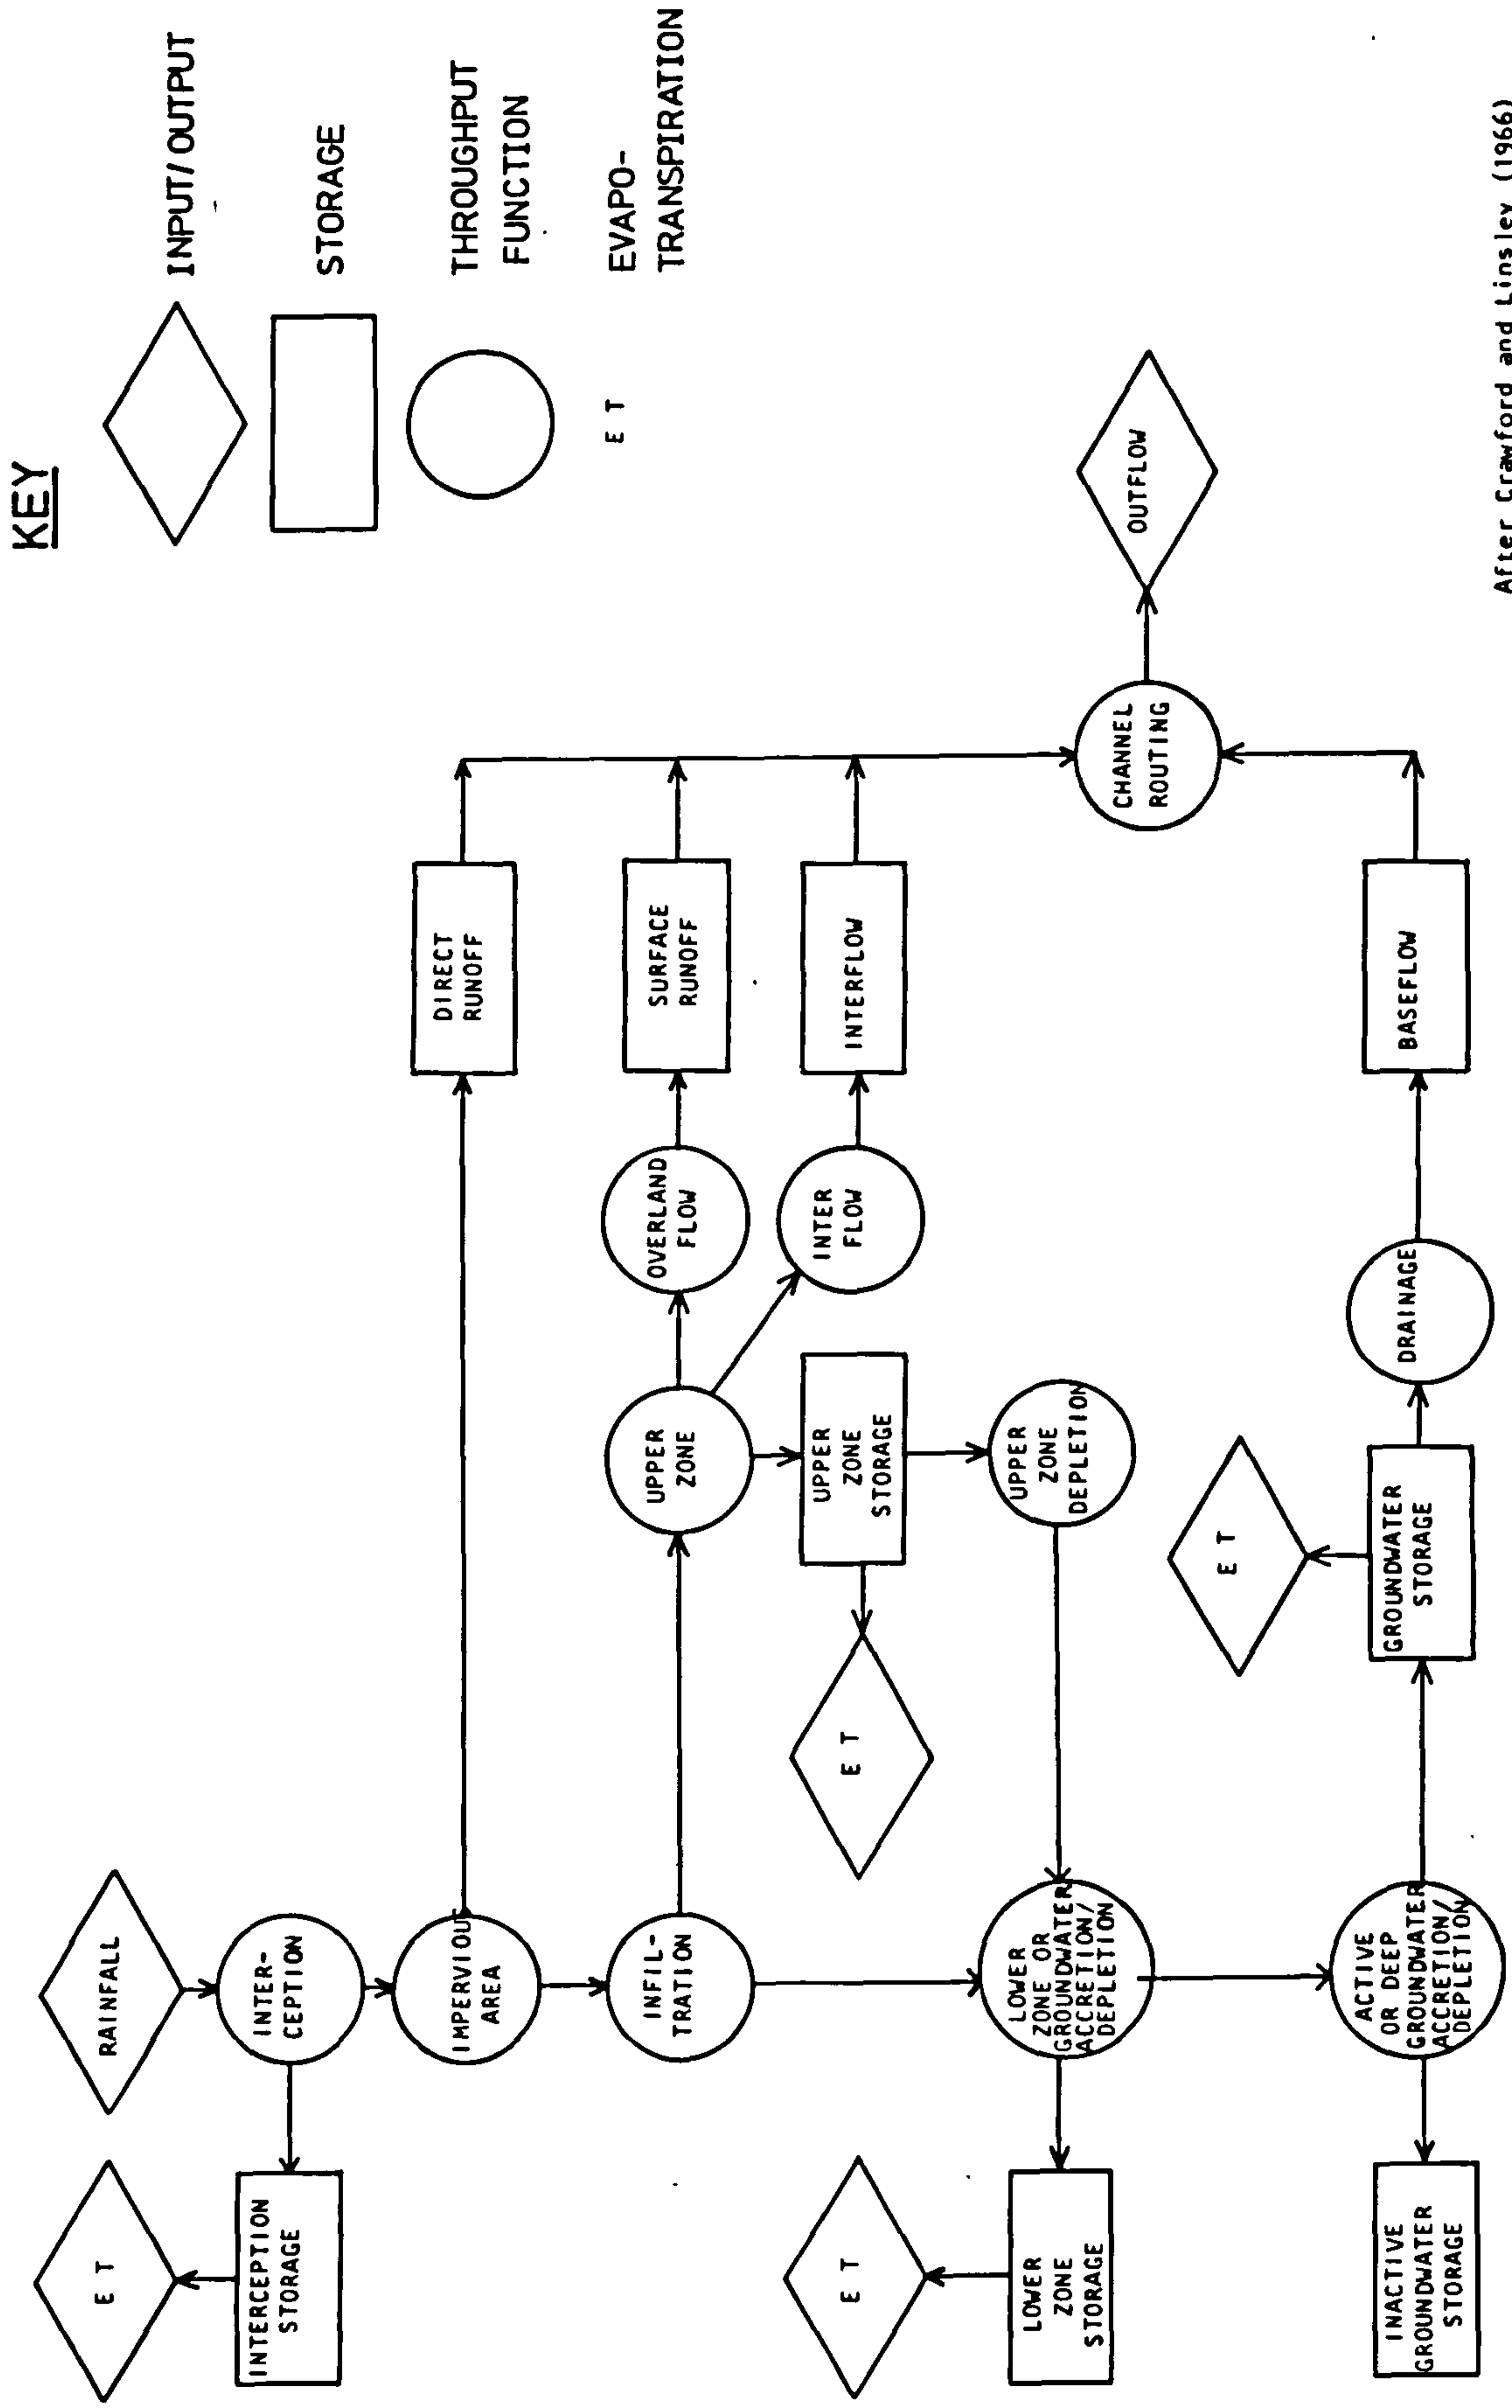 KEY
INPUT/OUTPUT
STORAGE
THROUGHPUT
FUNCTION
E T
EVAPO-
TRANSPIRATION
E T
RAINFALL
INTERCEPTION
STORAGE
INTER-
CEPTION
IMPERVIOUS
AREA
DIRECT
RUNOFF
INFIL-
TRATION
UPPER
ZONE
OVERLAND
FLOW
SURFACE
RUNOFF
E T
E T
UPPER
ZONE
STORAGE
INTER
FLOW
INTERFLOW
LOWER
ZONE
STORAGE
LOWER
ZONE OR
GROUNDWATER
ACCRETION/
DEPLETION
UPPER
ZONE
DEPLETION
CHANNEL
ROUTING
OUTFLOW
E T
INACTIVE
GROUNDWATER
STORAGE
ACTIVE
OR DEEP
GROUNDWATER
ACCRETION/
DEPLETION
GROUNDWATER
STORAGE
DRAINAGE
BASEFLOW
After Crawford and Linsley (1966)